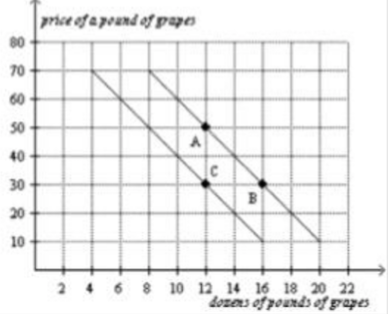 price of a pound of grapes
80
70
60
50
A
40
C
30
B
20
10
2 4 6 8 10 12 14 16 18 20 22
dozens of pounds of grapes